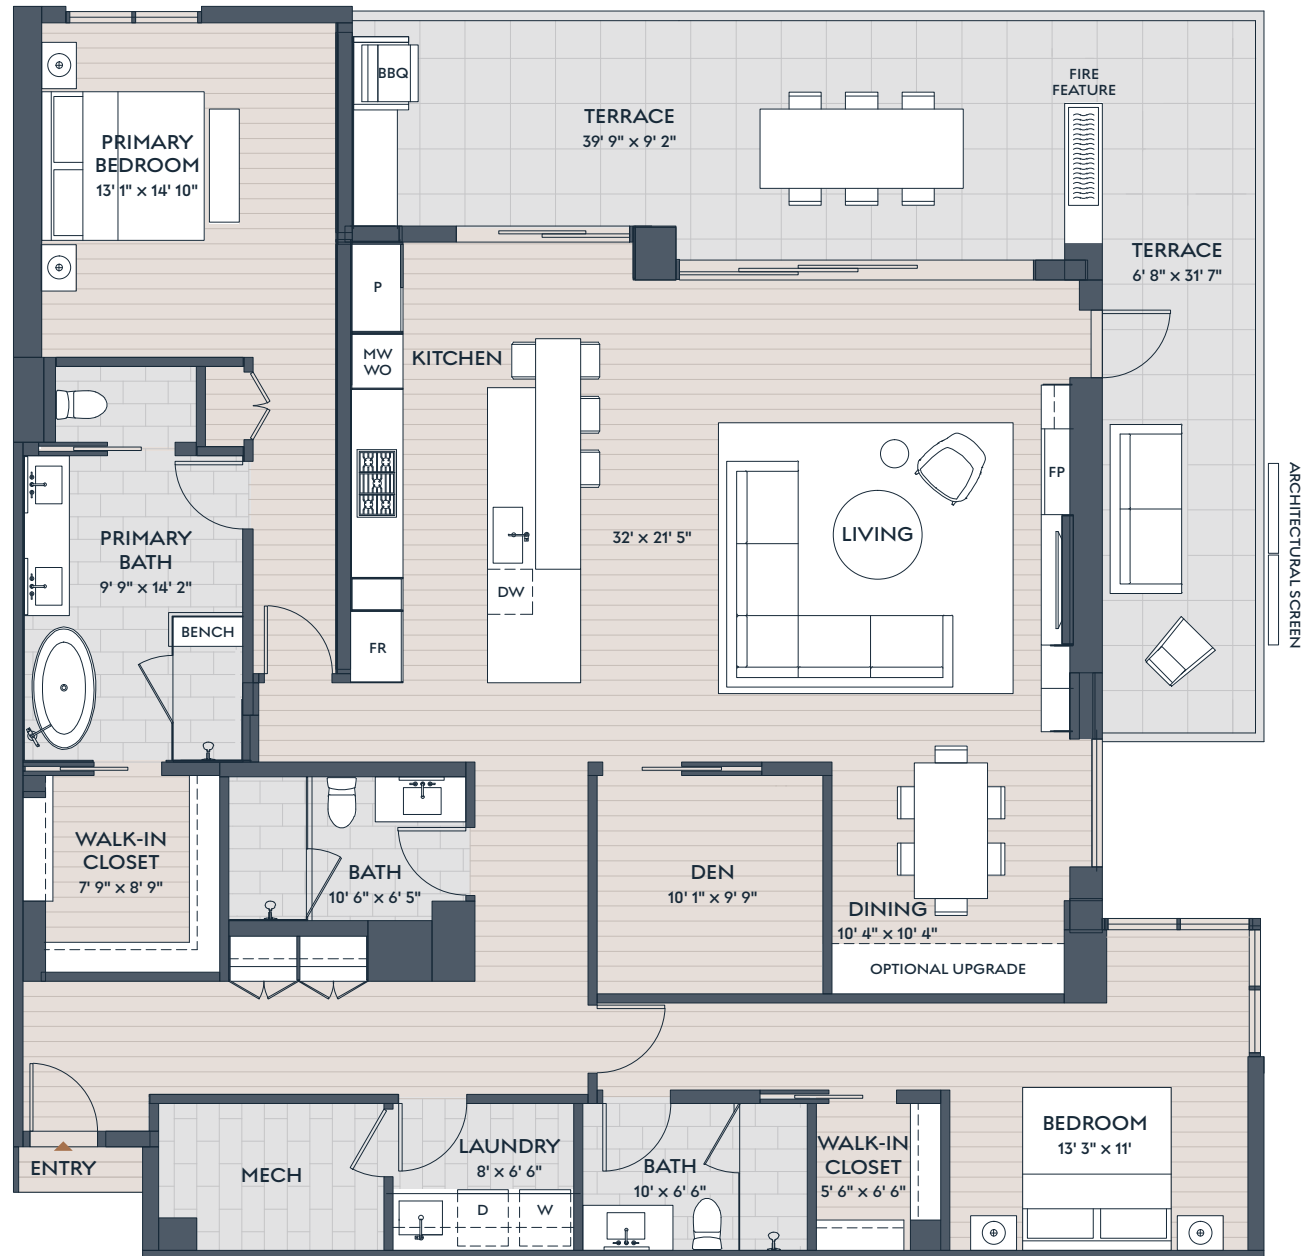 BBQ
FIRE
FEATURE
TERRACE
39' 9" x 9' 2"
PRIMARY
BEDROOM
13' 1" x 14' 10"
TERRACE
6' 8" x 31' 7"
P
MW
WO
KITCHEN
FP
ARCHITECTURAL SCREEN
PRIMARY
BATH
9' 9" x 14' 2"
32' x 21' 5"
LIVING
DW
BENCH
FR
WALK-IN
CLOSET
7' 9" x 8' 9"
BATH
10' 6" x 6' 5"
DEN
10' 1" x 9' 9"
DINING
10' 4" x 10' 4"
OPTIONAL UPGRADE
ENTRY
MECH
LAUNDRY
8' x 6' 6"
D
W
BATH
10' x 6' 6"
WALK-IN
CLOSET
5' 6" x 6' 6"
BEDROOM
13' 3" x 11'